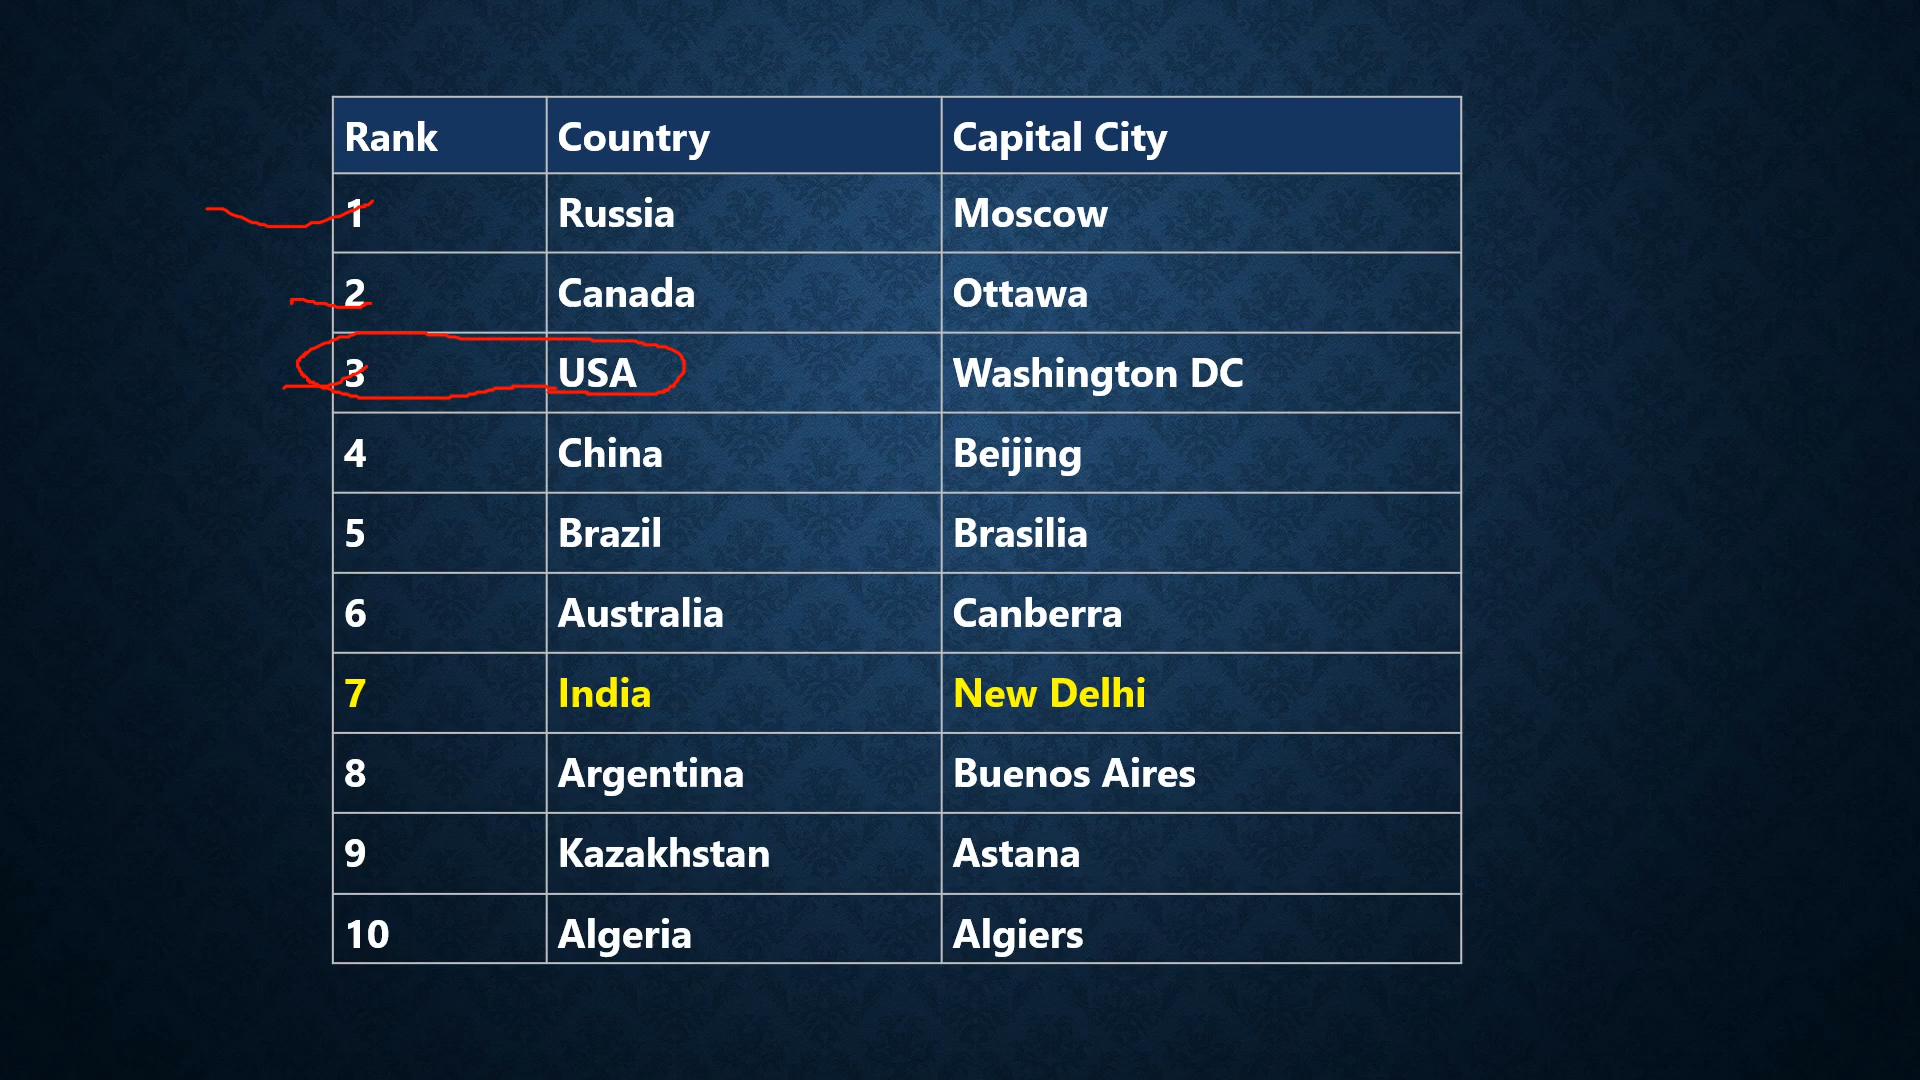 Rank Country Capital City
1 Russia Moscow
2 Canada Ottawa
3 USA Washington DC
4 China Beijing
5 Brazil Brasilia
6 Australia Canberra
7 India New Delhi
8 Argentina Buenos Aires
9 Kazakhstan Astana
10 Algeria Algiers